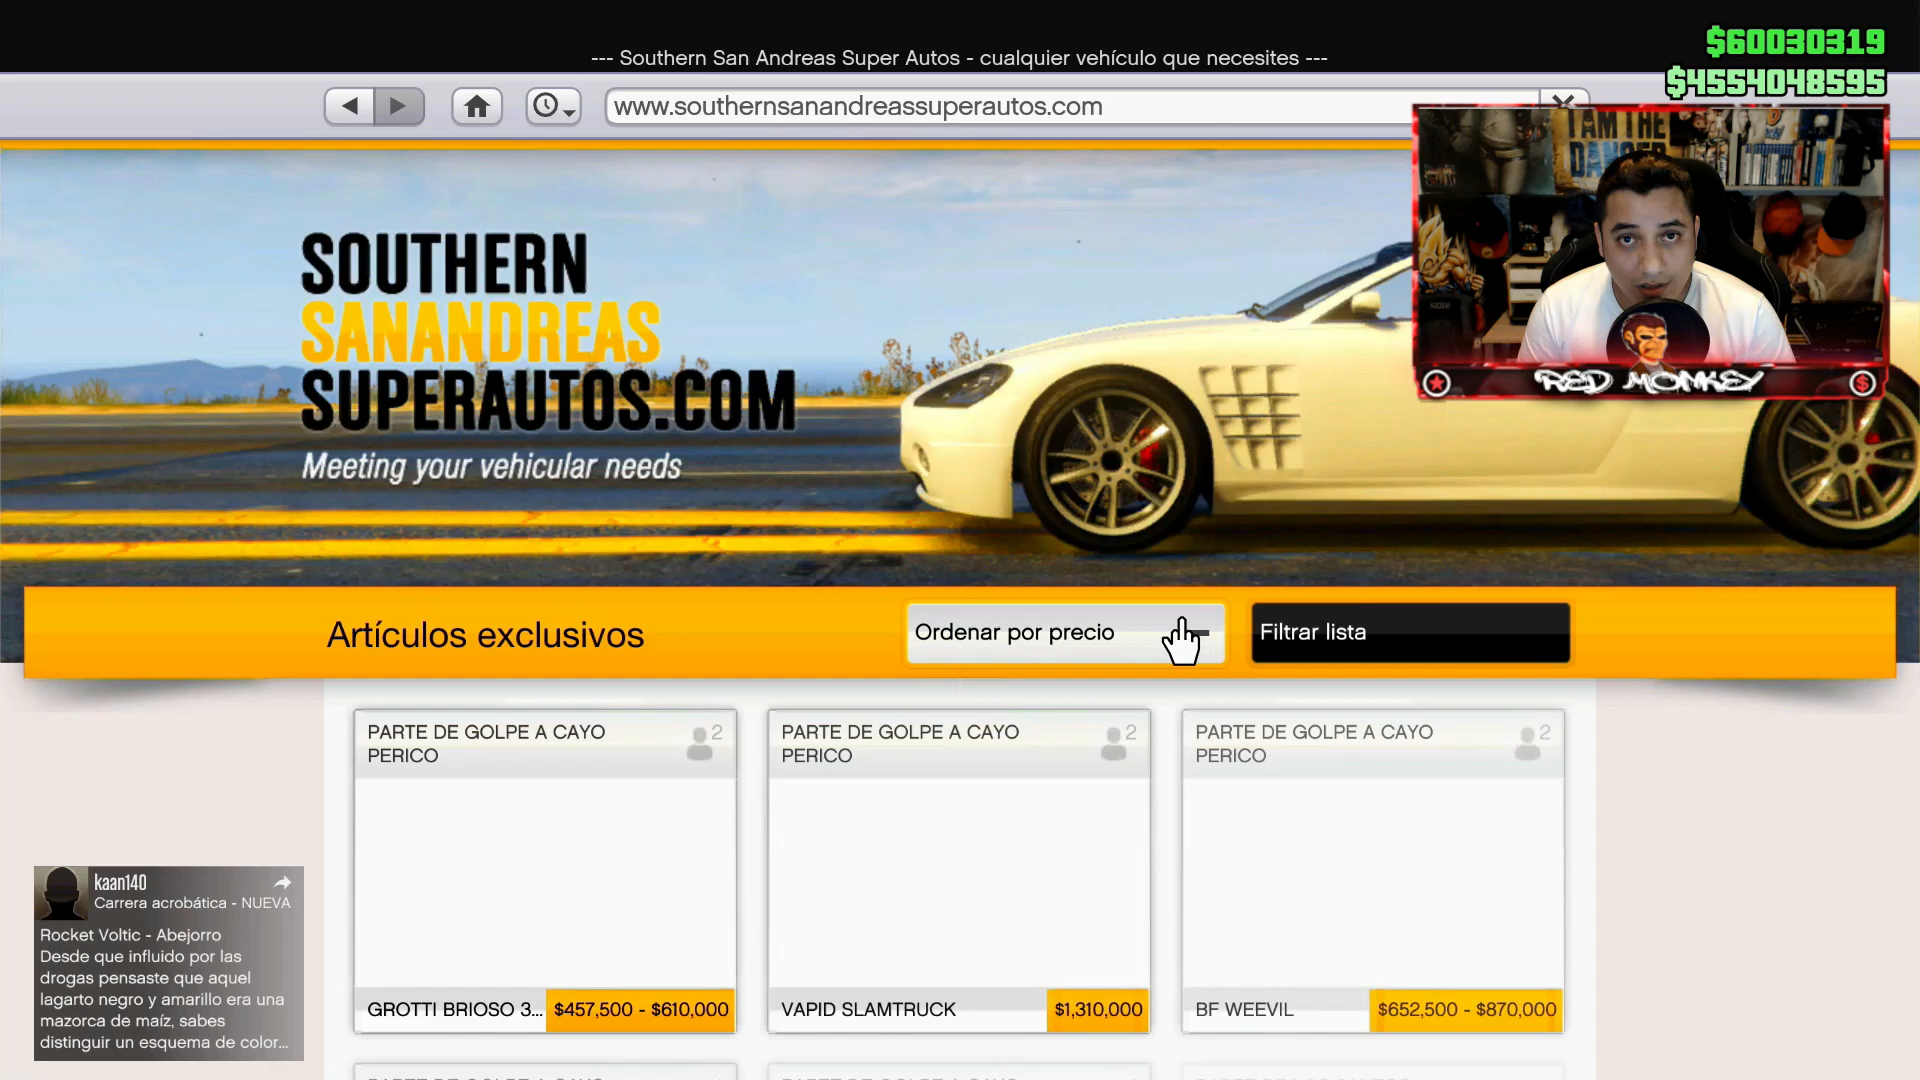 --- Southern San Andreas Super Autos - cualquier vehículo que necesites ---
$60030319
$4554048595
www.southernsanandreassuperautos.com
I AM THE
DANGER
SOUTHERN
SANANDREAS
SUPERAUTOS.COM
Meeting your vehicular needs
RED MONKEY
Artículos exclusivos
Ordenar por precio
Filtrar lista
PARTE DE GOLPE A CAYO
PERICO
2
PARTE DE GOLPE A CAYO
PERICO
2
PARTE DE GOLPE A CAYO
PERICO
2
GROTTI BRIOSO 3...
$457,500 - $610,000
VAPID SLAMTRUCK
$1,310,000
BF WEEVIL
$652,500 - $870,000
kaan140
Carrera acrobática - NUEVA
Rocket Voltic - Abejorro
Desde que influido por las
drogas pensaste que aquel
lagarto negro y amarillo era una
mazorca de maíz, sabes
distinguir un esquema de color...